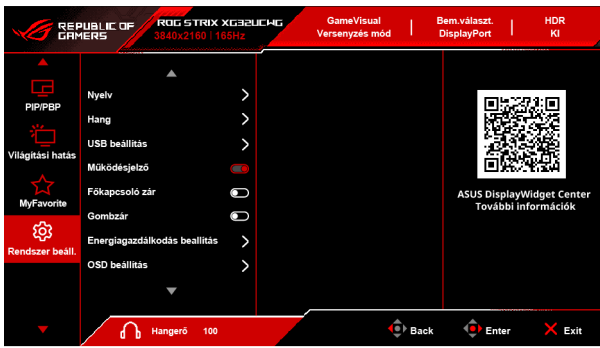 REPUBLIC OF
GAMERS
ROG STRIX XG32UCWG
3840x2160 | 165Hz
GameVisual
Versenyzés mód
Bem.választ.
DisplayPort
HDR
KI
PIP/PBP
Világítási hatás
MyFavorite
Rendszer beáll.
Nyelv
Hang
USB beállítás
Működésjelző
Főkapcsoló zár
Gombzár
Energiagazdálkodás beallítás
OSD beállítás
ASUS DisplayWidget Center
További információk
Hangerő 100
Back
Enter
Exit